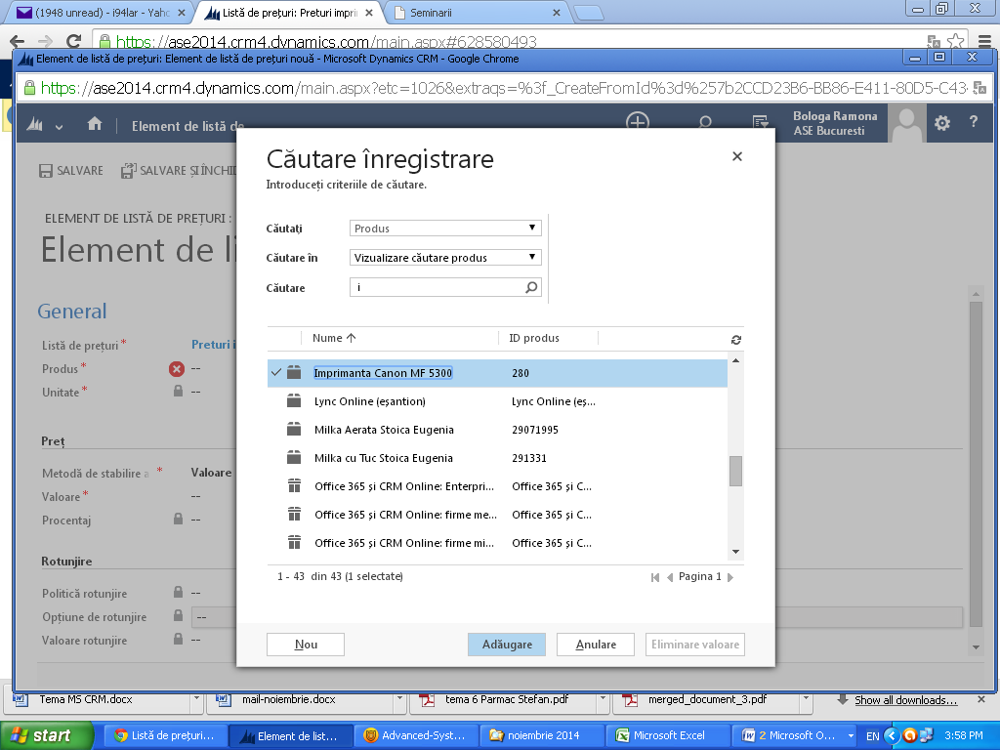 (1948 unread) - i94lar - Yahc
Listă de prețuri: Preturi impri
Seminarii
https://ase2014.crm4.dynamics.com/main.aspx#628580493
Element de listă de prețuri: Element de listă de prețuri nouă - Microsoft Dynamics CRM - Google Chrome
https://ase2014.crm4.dynamics.com/main.aspx?etc=1026&extraqs=%3f_CreateFromId%3d%257b2CCD23B6-BB86-E411-80D5-C434
Element de listă de
Bologa Ramona
ASE Bucuresti
?
SALVARE
SALVARE ȘI ÎNCHID
ELEMENT DE LISTĂ DE PREȚURI :
Element de li
General
Listă de prețuri*
Preturi i
Produs*
--
Unitate*
--
Preț
Metodă de stabilire a *
Valoare
Valoare*
--
Procentaj
--
Rotunjire
Politică rotunjire
--
Opțiune de rotunjire
--
Valoare rotunjire
--
Căutare înregistrare
Introduceți criteriile de căutare.
Căutați
Produs
Căutare în
Vizualizare căutare produs
Căutare
i
Nume
ID produs
Imprimanta Canon MF 5300
280
Lync Online (eșantion)
Lync Online (eș...
Milka Aerata Stoica Eugenia
29071995
Milka cu Tuc Stoica Eugenia
291331
Office 365 și CRM Online: Enterpri...
Office 365 și C...
Office 365 și CRM Online: firme me...
Office 365 și C...
Office 365 și CRM Online: firme mi...
Office 365 și C...
1 - 43 din 43 (1 selectate)
Pagina 1
Nou
Adăugare
Anulare
Eliminare valoare
Tema MS CRM.docx
mail-noiembrie.docx
tema 6 Parmac Stefan.pdf
merged_document_3.pdf
Show all downloads...
start
Listă de prețuri...
Element de list...
Advanced-Syst...
noiembrie 2014
Microsoft Excel
2 Microsoft O...
EN
3:58 PM